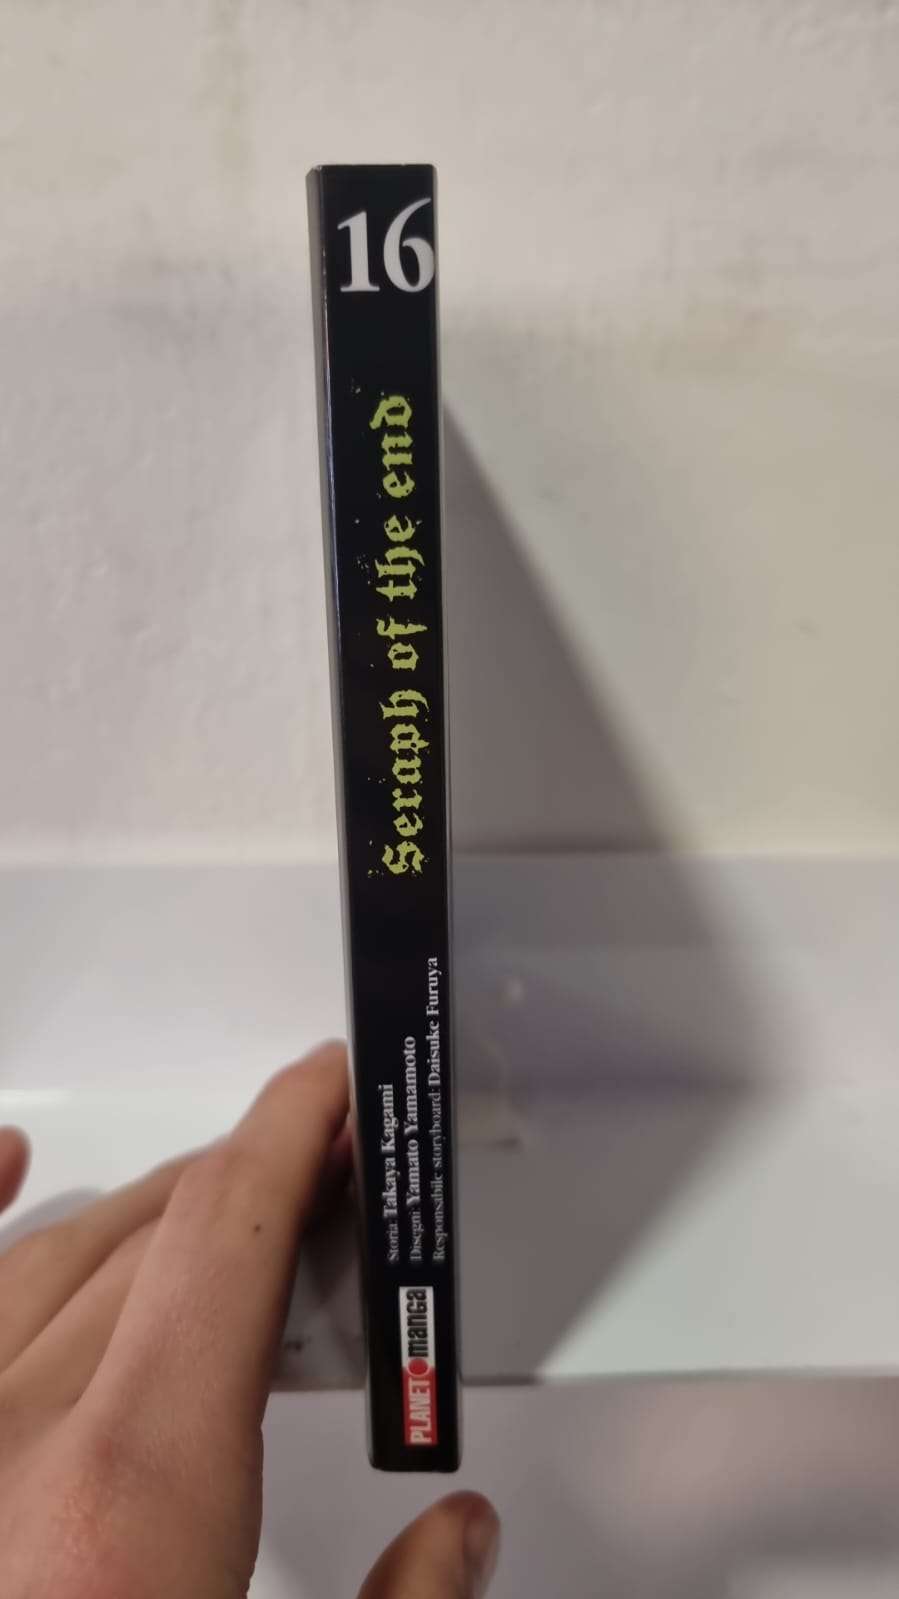 16
Seraph of the end
Storia: Takaya Kagami
Disegni: Yamato Yamamoto
Responsabile storyboard: Daisuke Furuya
PLANET manga